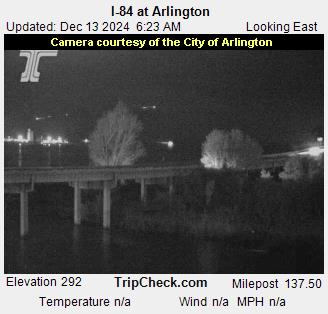 I-84 at Arlington
Updated: Dec 13 2024 6:23 AM Looking East
Camera courtesy of the City of Arlington
Elevation 292 TripCheck.com Milepost 137.50
Temperature n/a Wind n/a MPH n/a